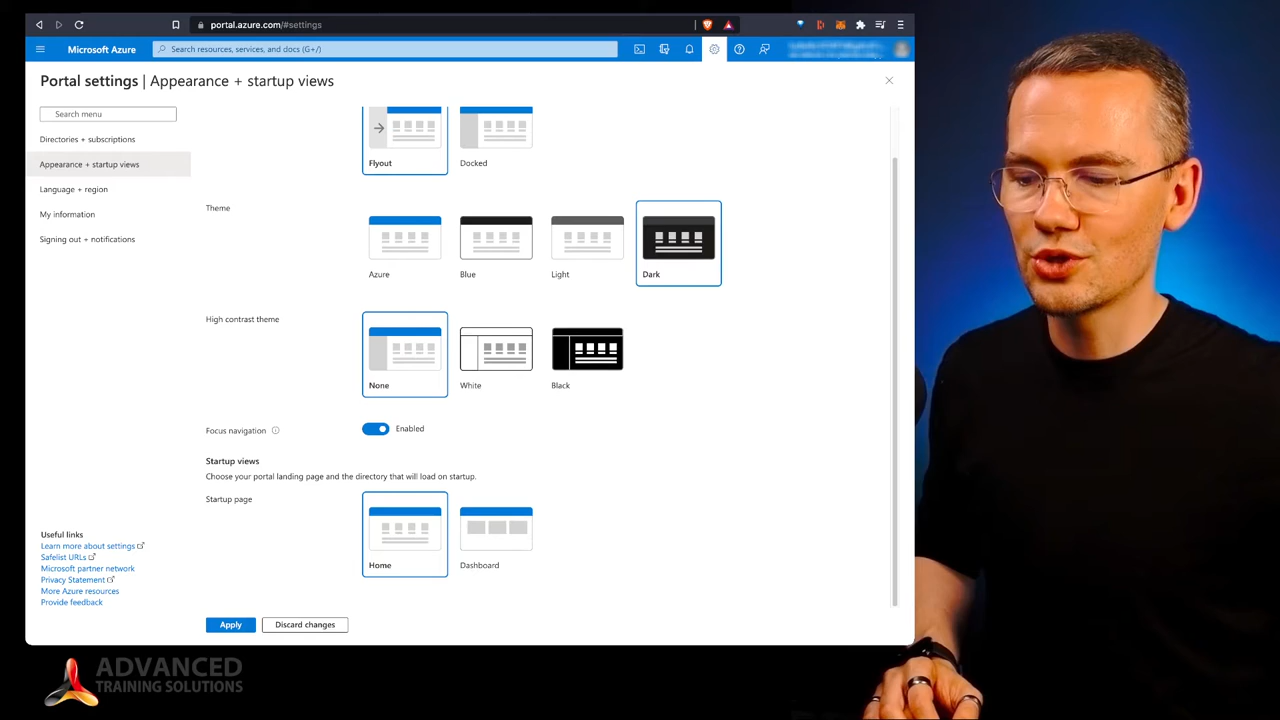 portal.azure.com/#settings
Microsoft Azure
Search resources, services, and docs (G+/)
Portal settings | Appearance + startup views
Search menu
Directories + subscriptions
Appearance + startup views
Language + region
My information
Signing out + notifications
Flyout
Docked
Theme
Azure
Blue
Light
Dark
High contrast theme
None
White
Black
Focus navigation
Enabled
Startup views
Choose your portal landing page and the directory that will load on startup.
Startup page
Home
Dashboard
Useful links
Learn more about settings
Safelist URLs
Microsoft partner network
Privacy Statement
More Azure resources
Provide feedback
Apply
Discard changes
ADVANCED
TRAINING SOLUTIONS